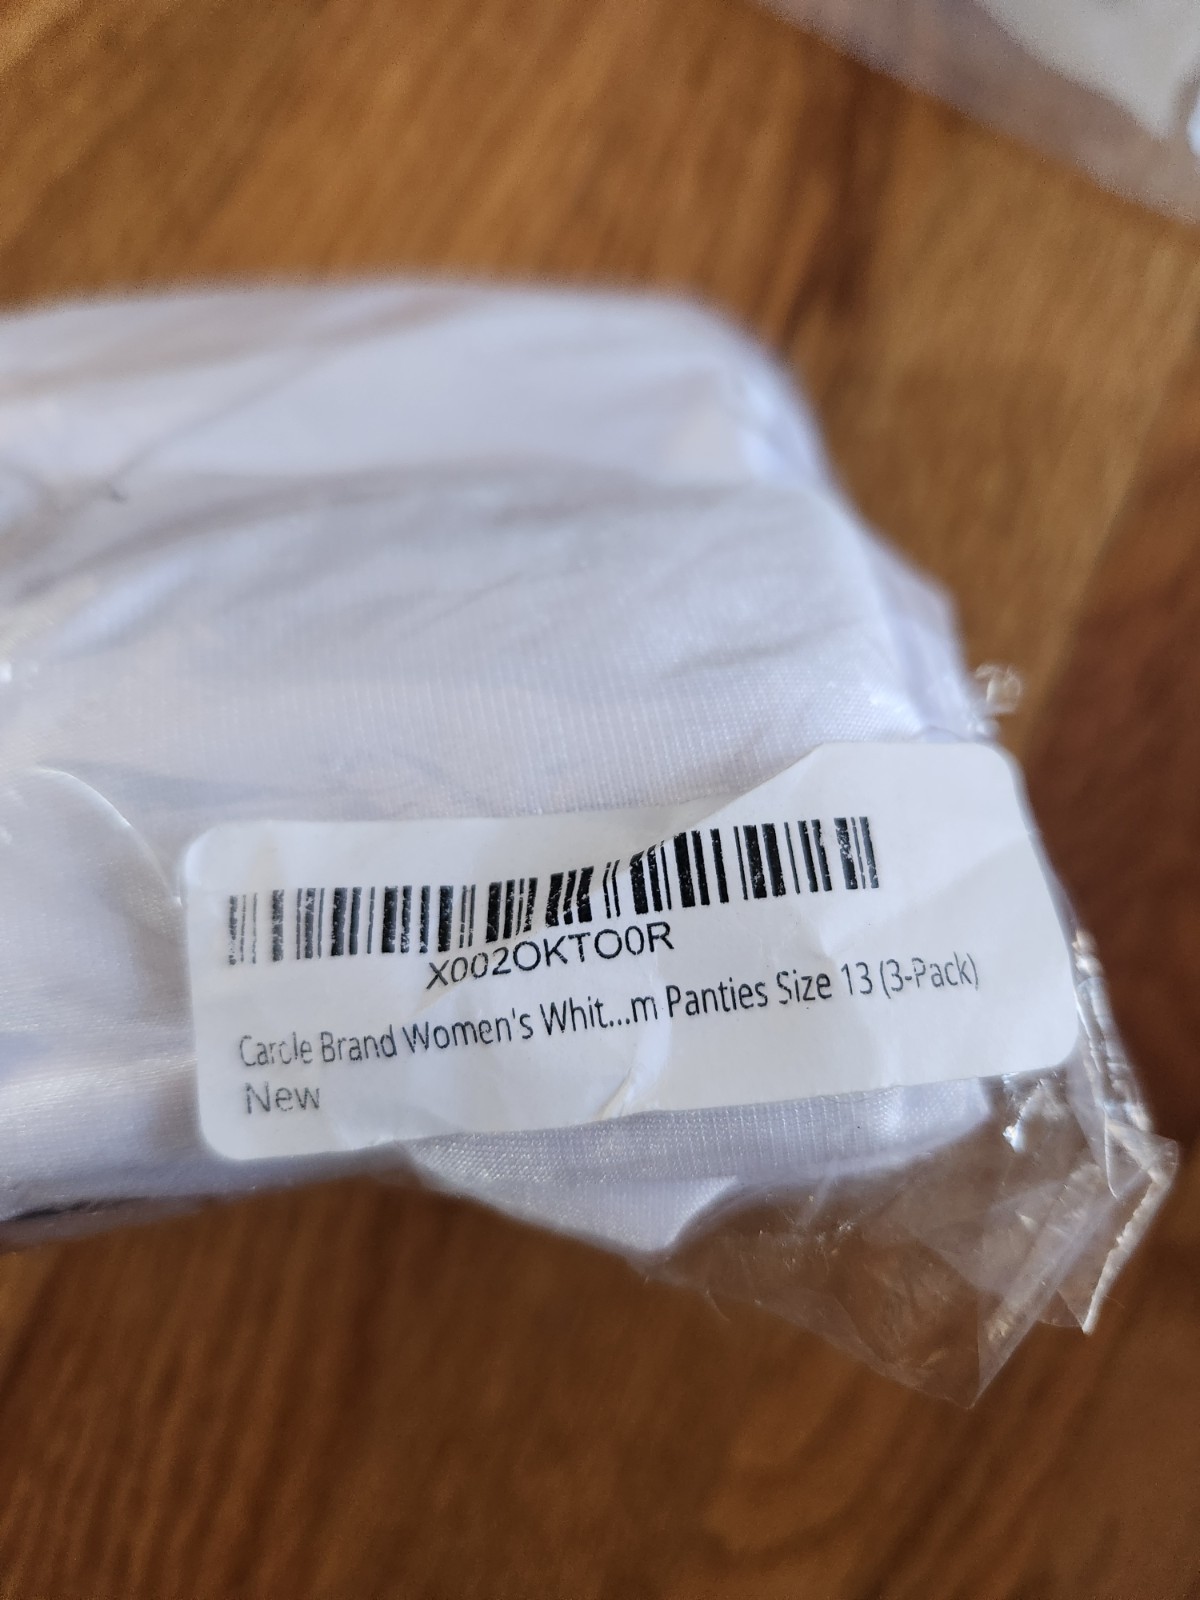 X002OKTO0R
Carole Brand Women's Whit...m Panties Size 13 (3-Pack)
New